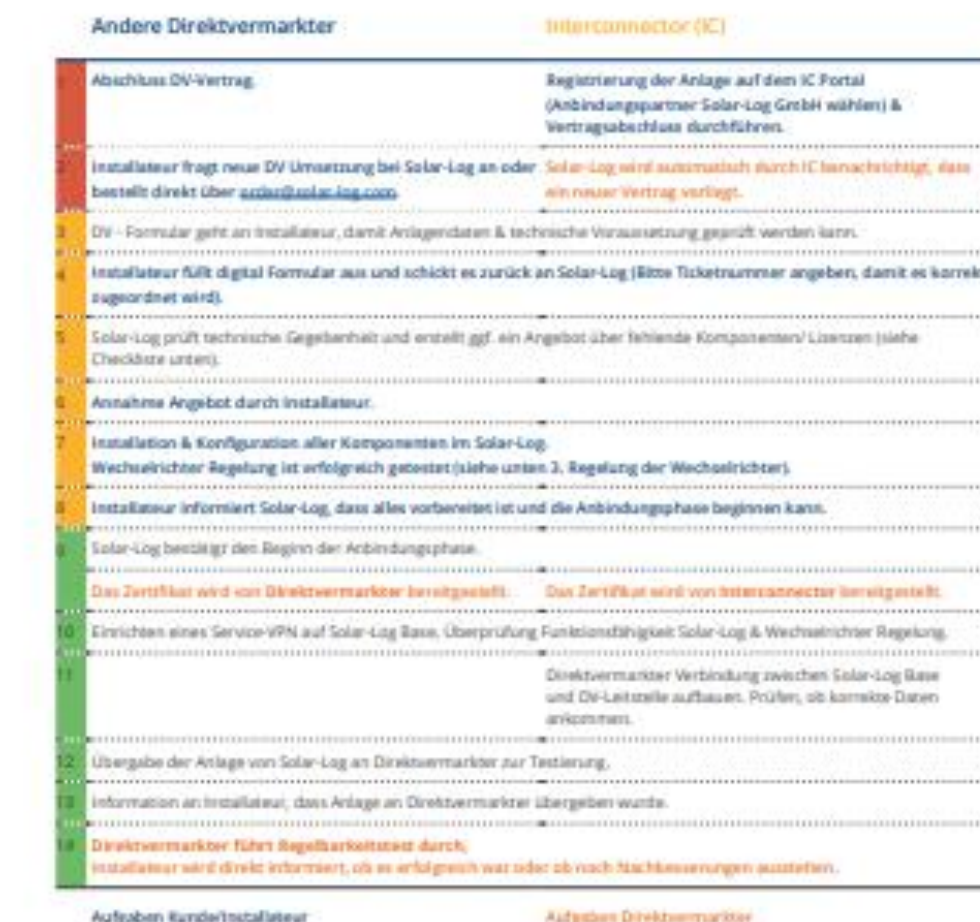 Andere Direktvermarkter
Interconnector (IC)
1
Abschluss DV-Vertrag.
Registrierung der Anlage auf dem IC Portal
(Anbindungspartner Solar-Log GmbH wählen) &
Vertragsabschluss durchführen.
2
Installateur fragt neue DV Umsetzung bei Solar-Log an oder
bestellt direkt über order@solar-log.com.
Solar-Log wird automatisch durch IC benachrichtigt, dass
ein neuer Vertrag vorliegt.
3
DV - Formular geht an Installateur, damit Anlagendaten & technische Voraussetzung geprüft werden kann.
4
Installateur füllt digital Formular aus und schickt es zurück an Solar-Log (Bitte Ticketnummer angeben, damit es korrek
zugeordnet wird).
5
Solar-Log prüft technische Gegebenheit und erstellt ggf. ein Angebot über fehlende Komponenten/ Lizenzen (siehe
Checkliste unten).
6
Annahme Angebot durch Installateur.
7
Installation & Konfiguration aller Komponenten im Solar-Log.
Wechselrichter Regelung ist erfolgreich getestet (siehe unten 3. Regelung der Wechselrichter).
8
Installateur informiert Solar-Log, dass alles vorbereitet ist und die Anbindungsphase beginnen kann.
9
Solar-Log bestätigt den Beginn der Anbindungsphase.
Das Zertifikat wird von Direktvermarkter bereitgestellt.
Das Zertifikat wird von Interconnector bereitgestellt.
10
Einrichten eines Service-VPN auf Solar-Log Base, Überprüfung Funktionsfähigkeit Solar-Log & Wechselrichter Regelung.
11
Direktvermarkter Verbindung zwischen Solar-Log Base
und DV-Leitstelle aufbauen. Prüfen, ob korrekte Daten
ankommen.
12
Übergabe der Anlage von Solar-Log an Direktvermarkter zur Testierung.
13
Information an Installateur, dass Anlage an Direktvermarkter übergeben wurde.
14
Direktvermarkter führt Regelbarkeitstest durch;
Installateur wird direkt informiert, ob es erfolgreich war oder ob noch Nachbesserungen ausstehen.
Aufgaben Kunde/Installateur
Aufgaben Direktvermarkter